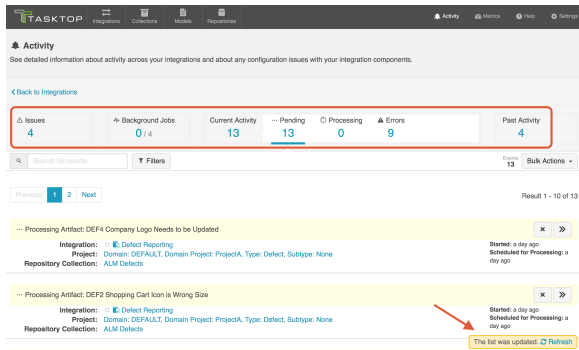 TASKTOP
Integrations
Collections
Models
Repositories
Activity
Metrics
Help
Settings
Activity
See detailed information about activity across your integrations and about any configuration issues with your integration components.
Back to Integrations
Issues
4
Background Jobs
0 / 4
Current Activity
13
Pending
13
Processing
0
Errors
9
Past Activity
4
Search list results
Filters
Events
13
Bulk Actions
Previous 1 2 Next
Result 1 - 10 of 13
Processing Artifact: DEF4 Company Logo Needs to be Updated
Integration: Defect Reporting
Project: Domain: DEFAULT, Domain Project: ProjectA, Type: Defect, Subtype: None
Repository Collection: ALM Defects
Started: a day ago
Scheduled for Processing: a
day ago
Processing Artifact: DEF2 Shopping Cart Icon is Wrong Size
Integration: Defect Reporting
Project: Domain: DEFAULT, Domain Project: ProjectA, Type: Defect, Subtype: None
Repository Collection: ALM Defects
Started: a day ago
Scheduled for Processing: a
day ago
The list was updated. Refresh